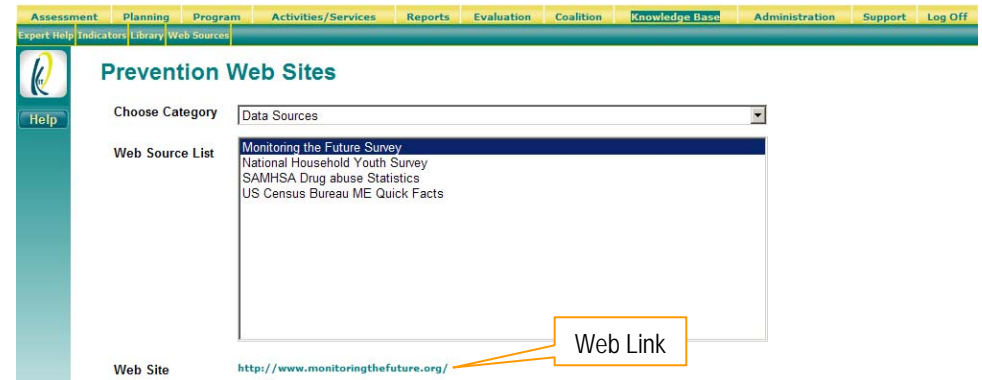 Assessment Planning Program Activities/Services Reports Evaluation Coalition Knowledge Base Administration Support Log Off
Expert Help Indicators Library Web Sources
KIT
Prevention Web Sites
Help
Choose Category Data Sources
Web Source List
Monitoring the Future Survey
National Household Youth Survey
SAMHSA Drug abuse Statistics
US Census Bureau ME Quick Facts
Web Link
Web Site http://www.monitoringthefuture.org/